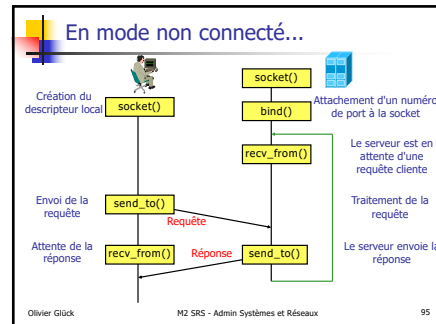 En mode non connecté...
Création du
descripteur local
socket()
socket()
bind()
Attachement d'un numéro
de port à la socket
recv_from()
Le serveur est en
attente d'une
requête cliente
Envoi de la
requête
send_to()
Requête
Traitement de la
requête
Attente de la
réponse
recv_from()
Réponse
send_to()
Le serveur envoie la
réponse
Olivier Glück
M2 SRS - Admin Systèmes et Réseaux
95